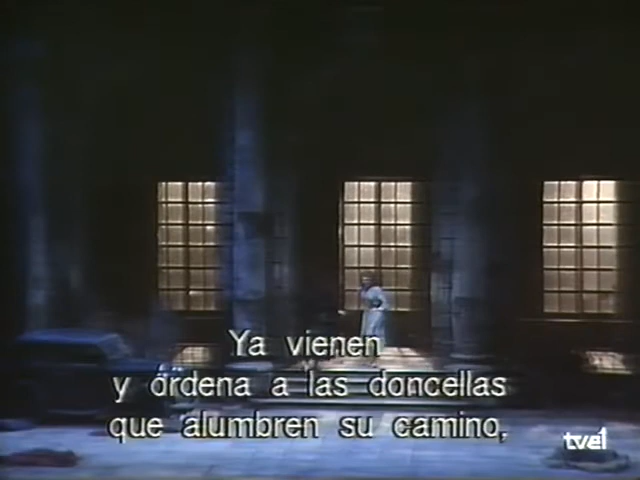 Ya vienen
y ordena a las doncellas
que alumbren su camino,
tve1